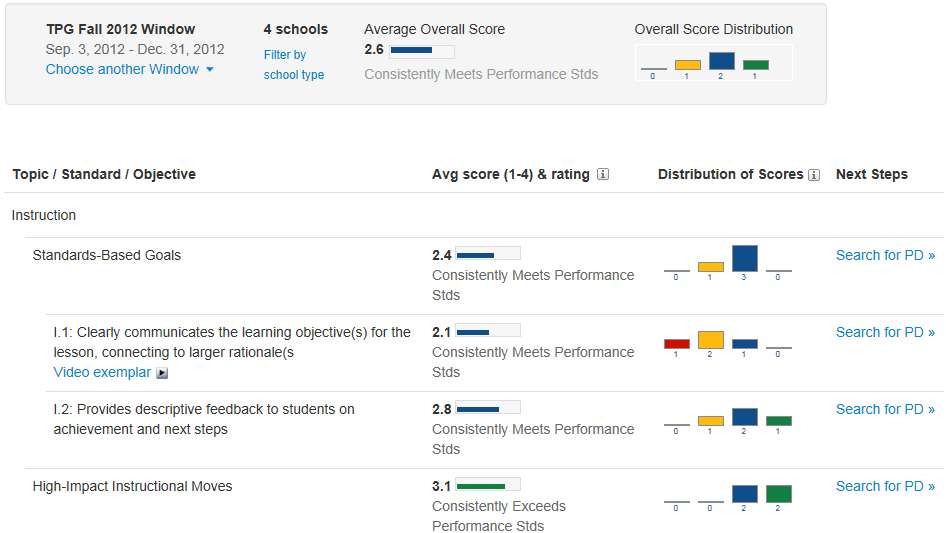 TPG Fall 2012 Window
Sep. 3, 2012 - Dec. 31, 2012
Choose another Window
4 schools
Filter by
school type
Average Overall Score
2.6
Consistently Meets Performance Stds
Overall Score Distribution
0 1 2 1
Topic / Standard / Objective Avg score (1-4) & rating i Distribution of Scores i Next Steps
Instruction
Standards-Based Goals
2.4
Consistently Meets Performance
Stds
0 1 3 0
Search for PD »
I.1: Clearly communicates the learning objective(s) for the
lesson, connecting to larger rationale(s
Video exemplar
2.1
Consistently Meets Performance
Stds
1 2 1 0
Search for PD »
I.2: Provides descriptive feedback to students on
achievement and next steps
2.8
Consistently Meets Performance
Stds
0 1 2 1
Search for PD »
High-Impact Instructional Moves
3.1
Consistently Exceeds
Performance Stds
0 0 2 2
Search for PD »